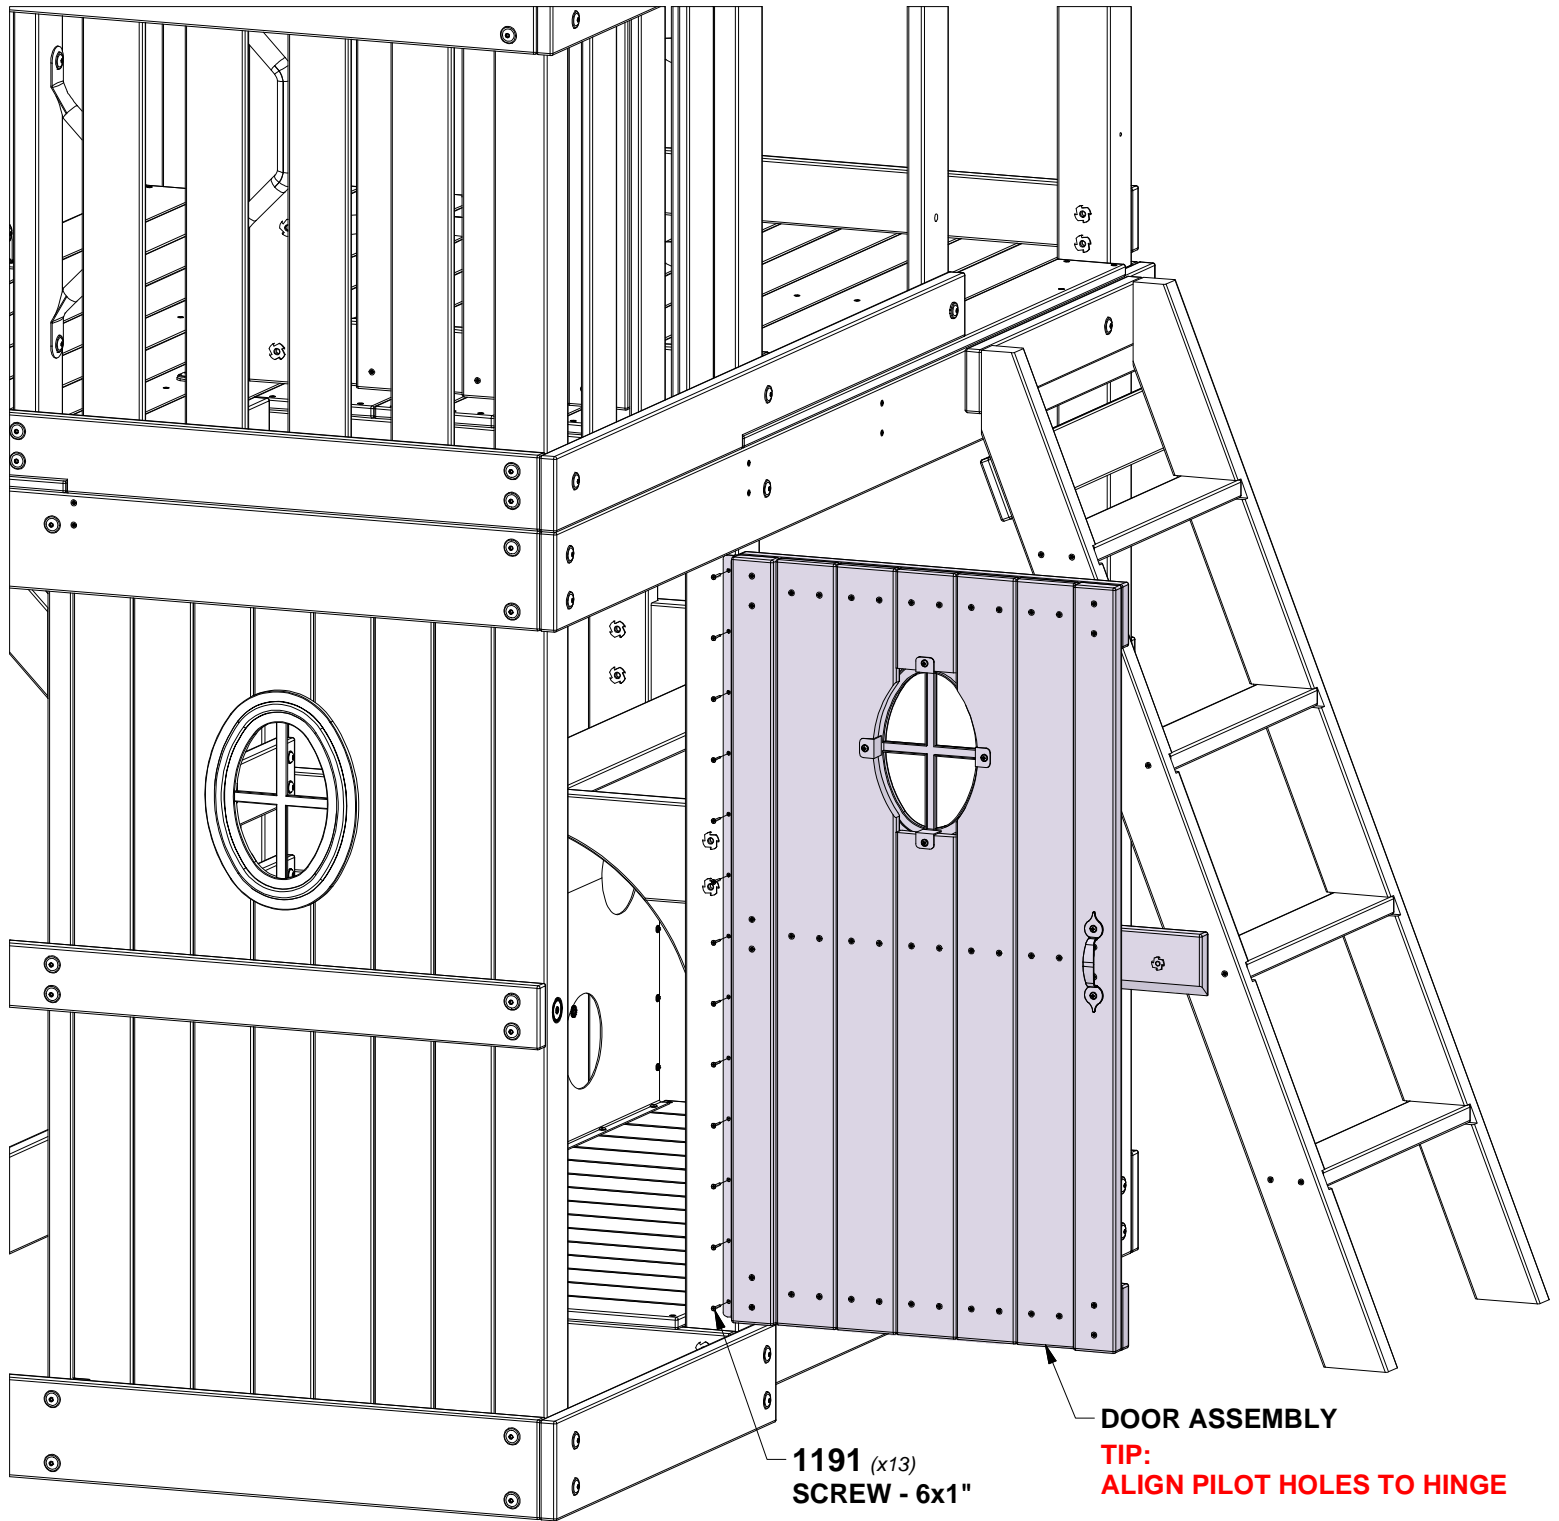 1191 (x13)
SCREW - 6x1"
DOOR ASSEMBLY
TIP:
ALIGN PILOT HOLES TO HINGE